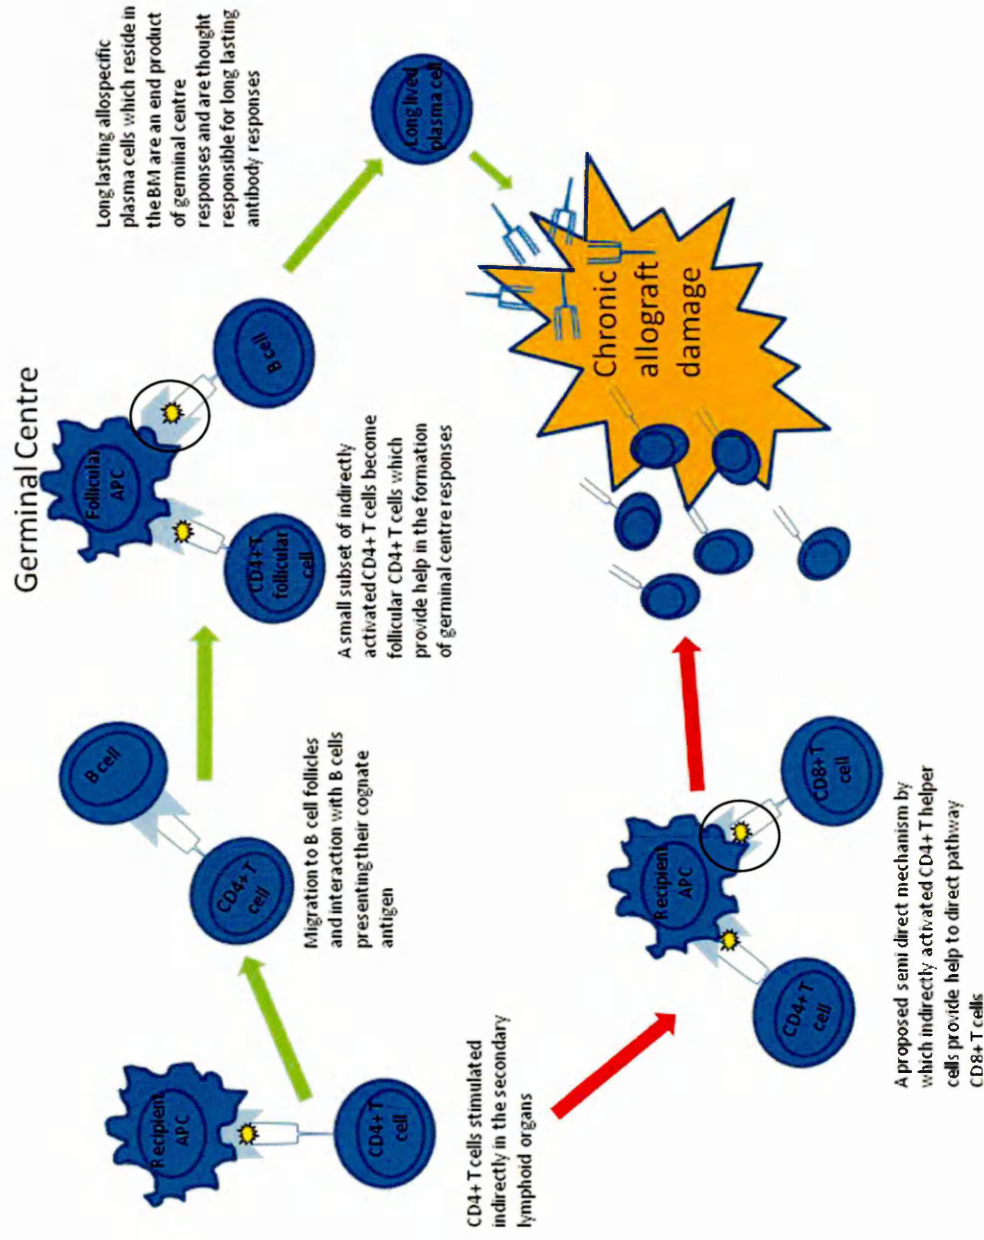 Germinal Centre
Recipient
APC
CD4+ T
cell
CD4+ T cells stimulated
indirectly in the secondary
lymphoid organs
B cell
CD4+ T
cell
Migration to B cell follicles
and interaction with B cells
presenting their cognate
antigen
Follicular
APC
CD4+ T
follicular
cell
B cell
A small subset of indirectly
activated CD4+ T cells become
follicular CD4+ T cells which
provide help in the formation
of germinal centre responses
Long lasting allospecific
plasma cells which reside in
the BM are an end product
of germinal centre
responses and are thought
responsible for long lasting
antibody responses
Long lived
plasma cell
Recipient
APC
CD4+ T
cell
CD8+ T
cell
A proposed semi direct mechanism by
which indirectly activated CD4+ T helper
cells provide help to direct pathway
CD8+ T cells
Chronic
allograft
damage